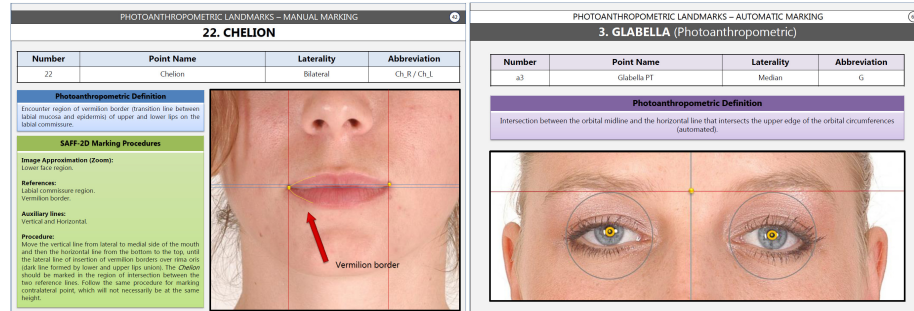 PHOTOANTHROPOMETRIC LANDMARKS – MANUAL MARKING
42
22. CHELION
Number Point Name Laterality Abbreviation
22 Chelion Bilateral Ch_R / Ch_L
Photoanthropometric Definition
Encounter region of vermilion border (transition line between
labial mucosa and epidermis) of upper and lower lips on the
labial commissure.
SAFF-2D Marking Procedures
Image Approximation (Zoom):
Lower face region.
References:
Labial commissure region.
Vermilion border.
Auxiliary lines:
Vertical and Horizontal.
Procedure:
Move the vertical line from lateral to medial side of the mouth
and then the horizontal line from the bottom to the top, until
the lateral line of insertion of vermilion borders over rima oris
(dark line formed by lower and upper lips union). The Chelion
should be marked in the region of intersection between the
two reference lines. Follow the same procedure for marking
contralateral point, which will not necessarily be at the same
height.
Vermilion border
PHOTOANTHROPOMETRIC LANDMARKS – AUTOMATIC MARKING
3. GLABELLA (Photoanthropometric)
Number Point Name Laterality Abbreviation
a3 Glabella PT Median G
Photoanthropometric Definition
Intersection between the orbital midline and the horizontal line that intersects the upper edge of the orbital circumferences
(automated).